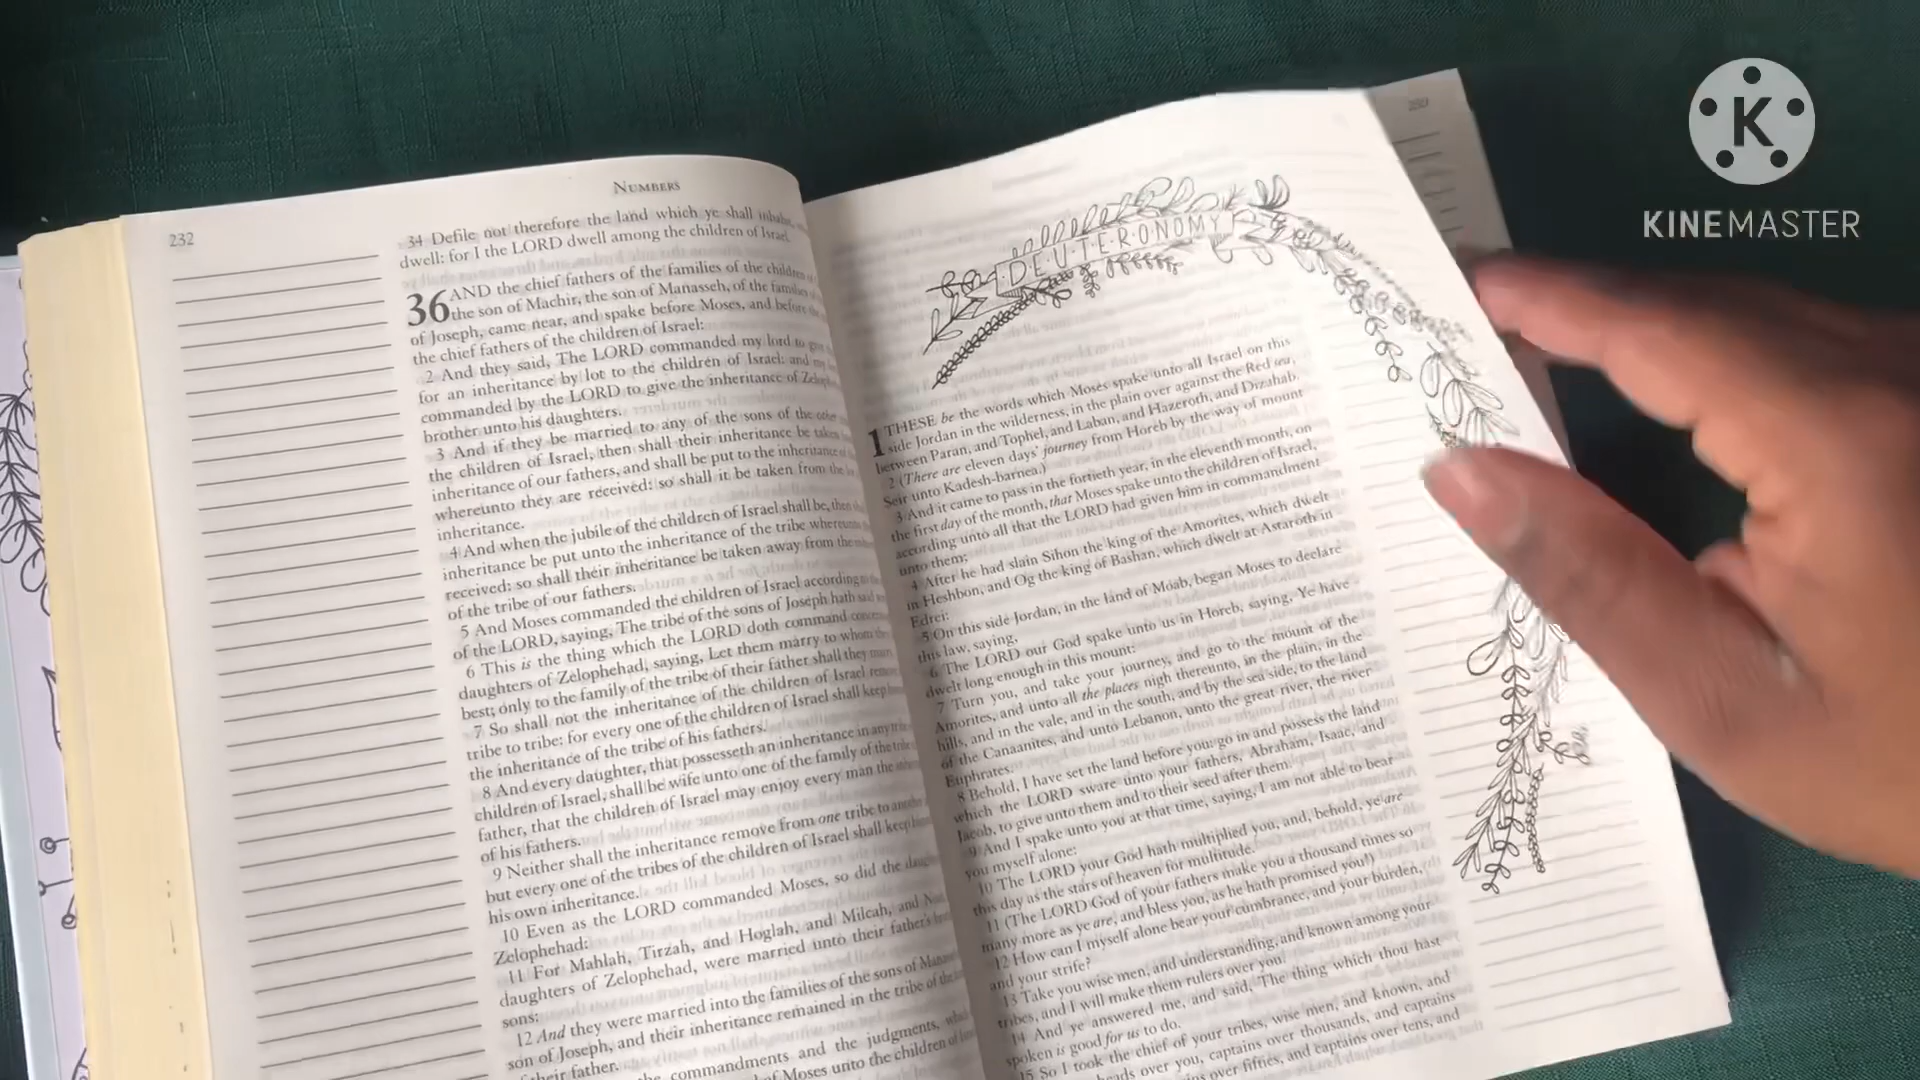 NUMBERS
232
34 Defile not therefore the land which ye shall
dwell: for I the LORD dwell among the children of Israel.
36 AND the chief fathers of the families of the
the son of Machir, the son of Manasseh, of the families
of Joseph, came near, and spake before Moses, and before
the chief fathers of the children of Israel:
2 And they said, The LORD commanded my lord to
for an inheritance by lot to the children of Israel: and my
commanded by the LORD to give the inheritance of
brother unto his daughters.
3 And if they be married to any of the sons of the other
the children of Israel, then shall their inheritance be taken
inheritance of our fathers, and shall be put to the inheritance
whereunto they are received: so shall it be taken from the
inheritance.
4 And when the jubile of the children of Israel shall be, then
inheritance be put unto the inheritance of the tribe whereunto
received: so shall their inheritance be taken away from the
of the tribe of our fathers.
5 And Moses commanded the children of Israel according
of the LORD, saying, The tribe of the sons of Joseph hath said
6 This is the thing which the LORD doth command
daughters of Zelophehad, saying, Let them marry to whom
best; only to the family of the tribe of their father shall they
7 So shall not the inheritance of the children of Israel
tribe to tribe: for every one of the children of Israel shall keep
the inheritance of the tribe of his fathers.
8 And every daughter, that possesseth an inheritance in any
children of Israel, shall be wife unto one of the family of the
father, that the children of Israel may enjoy every man the
of his fathers.
9 Neither shall the inheritance remove from one tribe to
but every one of the tribes of the children of Israel shall keep
his own inheritance.
10 Even as the LORD commanded Moses, so did the
Zelophehad:
11 For Mahlah, Tirzah, and Hoglah, and Milcah, and
daughters of Zelophehad, were married unto their father's
sons:
12 And they were married into the families of the sons of
son of Joseph, and their inheritance remained in the tribe of the
their father.
commandments and the judgments,
of Moses unto the children of
DEUTERONOMY
1 THESE be the words which Moses spake unto all Israel on this
side Jordan in the wilderness, in the plain over against the Red sea,
between Paran, and Tophel, and Laban, and Hazeroth, and Dizahab.
2 (There are eleven days' journey from Horeb by the way of mount
Seir unto Kadesh-barnea.)
3 And it came to pass in the fortieth year, in the eleventh month, on
the first day of the month, that Moses spake unto the children of Israel,
according unto all that the LORD had given him in commandment
unto them;
4 After he had slain Sihon the king of the Amorites, which dwelt
in Heshbon, and Og the king of Bashan, which dwelt at Astaroth in
Edrei:
5 On this side Jordan, in the land of Moab, began Moses to declare
this law, saying,
6 The LORD our God spake unto us in Horeb, saying, Ye have
dwelt long enough in this mount:
7 Turn you, and take your journey, and go to the mount of the
Amorites, and unto all the places nigh thereunto, in the plain, in the
hills, and in the vale, and in the south, and by the sea side, to the land
of the Canaanites, and unto Lebanon, unto the great river, the river
Euphrates.
8 Behold, I have set the land before you: go in and possess the land
which the LORD sware unto your fathers, Abraham, Isaac, and
Jacob, to give unto them and to their seed after them.
9 And I spake unto you at that time, saying, I am not able to bear
you myself alone:
10 The LORD your God hath multiplied you, and, behold, ye are
this day as the stars of heaven for multitude.
11 (The LORD God of your fathers make you a thousand times so
many more as ye are, and bless you, as he hath promised you!)
12 How can I myself alone bear your cumbrance, and your burden,
and your strife?
13 Take you wise men, and understanding, and known among your
tribes, and I will make them rulers over you.
14 And ye answered me, and said, The thing which thou hast
spoken is good for us to do.
15 So I took the chief of your tribes, wise men, and known, and
heads over you, captains over thousands, and captains
over fifties, and captains over tens, and
K
KINEMASTER